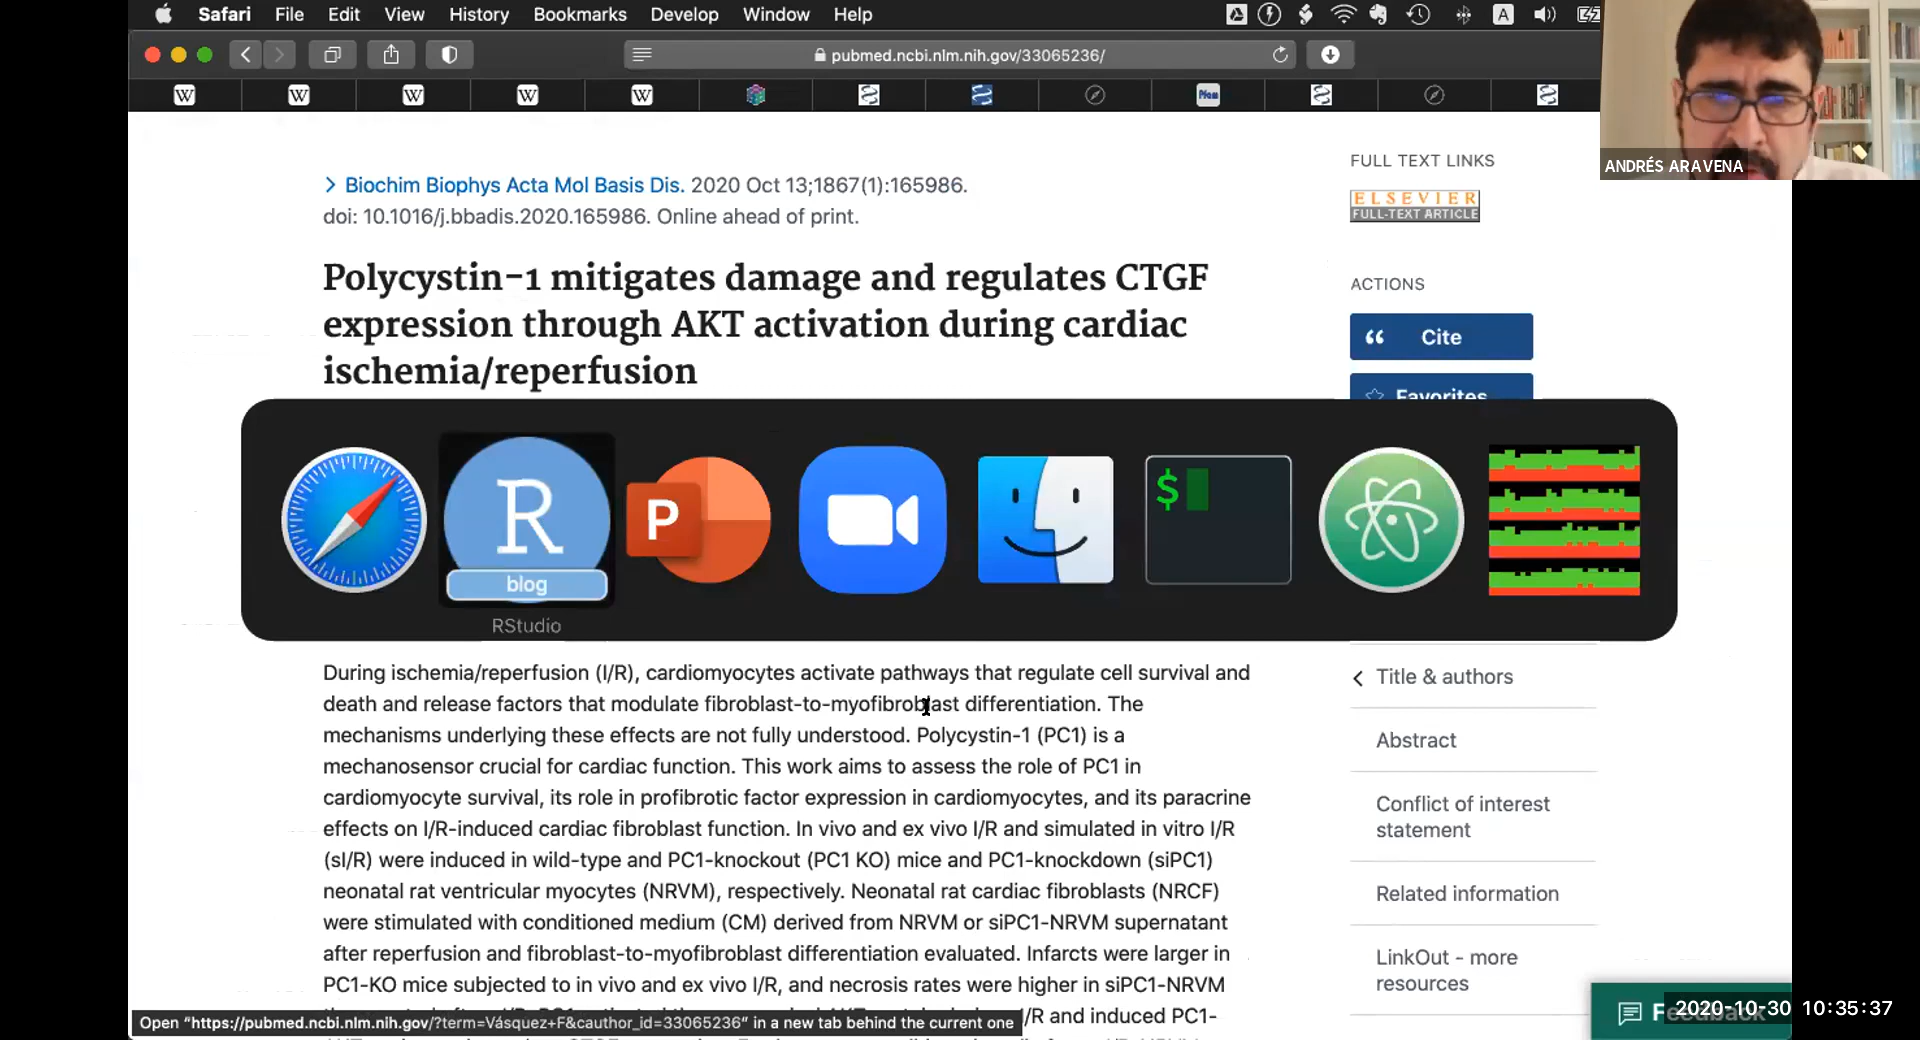 Safari File Edit View History Bookmarks Develop Window Help
A
pubmed.ncbi.nlm.nih.gov/33065236/
W W W W W Pfam
ANDRÉS ARAVENA
Biochim Biophys Acta Mol Basis Dis. 2020 Oct 13;1867(1):165986.
doi: 10.1016/j.bbadis.2020.165986. Online ahead of print.
Polycystin-1 mitigates damage and regulates CTGF
expression through AKT activation during cardiac
ischemia/reperfusion
FULL TEXT LINKS
ELSEVIER
FULL-TEXT ARTICLE
ACTIONS
Cite
Favorites
R
blog
RStudio
P
$
During ischemia/reperfusion (I/R), cardiomyocytes activate pathways that regulate cell survival and
death and release factors that modulate fibroblast-to-myofibroblast differentiation. The
mechanisms underlying these effects are not fully understood. Polycystin-1 (PC1) is a
mechanosensor crucial for cardiac function. This work aims to assess the role of PC1 in
cardiomyocyte survival, its role in profibrotic factor expression in cardiomyocytes, and its paracrine
effects on I/R-induced cardiac fibroblast function. In vivo and ex vivo I/R and simulated in vitro I/R
(sI/R) were induced in wild-type and PC1-knockout (PC1 KO) mice and PC1-knockdown (siPC1)
neonatal rat ventricular myocytes (NRVM), respectively. Neonatal rat cardiac fibroblasts (NRCF)
were stimulated with conditioned medium (CM) derived from NRVM or siPC1-NRVM supernatant
after reperfusion and fibroblast-to-myofibroblast differentiation evaluated. Infarcts were larger in
PC1-KO mice subjected to in vivo and ex vivo I/R, and necrosis rates were higher in siPC1-NRVM
I/R and induced PC1-
Title & authors
Abstract
Conflict of interest
statement
Related information
LinkOut - more
resources
Open “https://pubmed.ncbi.nlm.nih.gov/?term=Vásquez+F&cauthor_id=33065236” in a new tab behind the current one
Feedback
2020-10-30 10:35:37